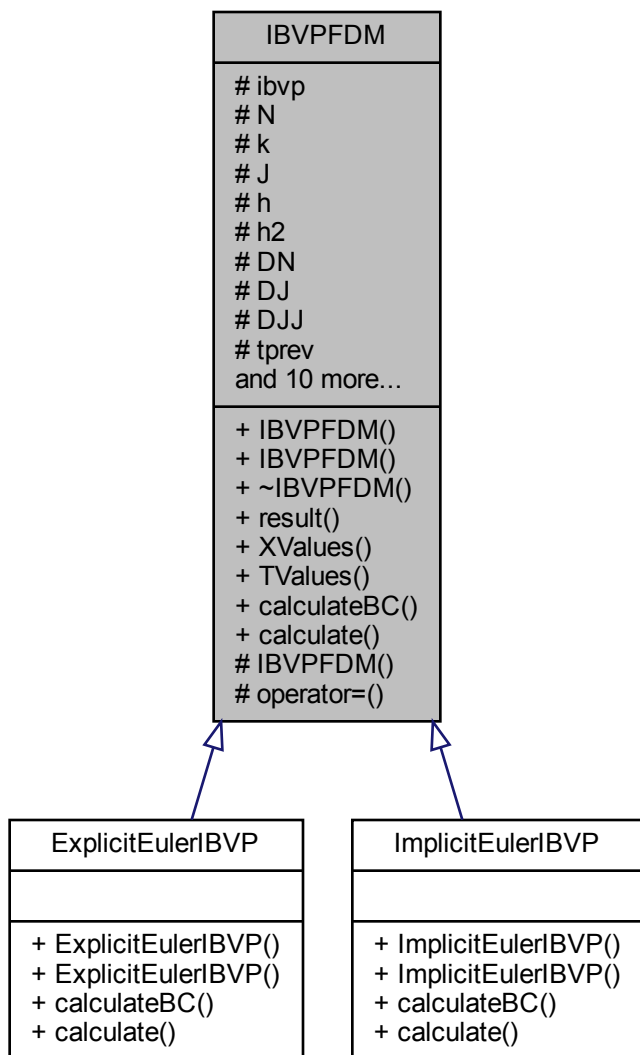 IBVPFDM
# ibvp
# N
# k
# J
# h
# h2
# DN
# DJ
# DJJ
# tprev
and 10 more...
+ IBVPFDM()
+ IBVPFDM()
+ ~IBVPFDM()
+ result()
+ XValues()
+ TValues()
+ calculateBC()
+ calculate()
# IBVPFDM()
# operator=()
ExplicitEulerIBVP
+ ExplicitEulerIBVP()
+ ExplicitEulerIBVP()
+ calculateBC()
+ calculate()
ImplicitEulerIBVP
+ ImplicitEulerIBVP()
+ ImplicitEulerIBVP()
+ calculateBC()
+ calculate()